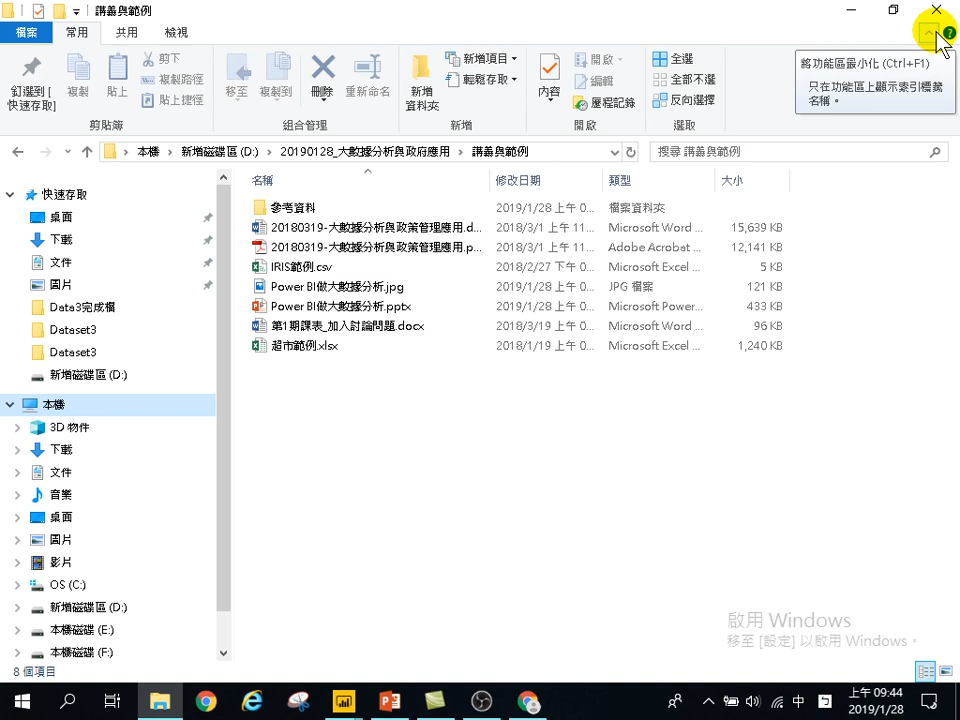 講義與範例
檔案 常用 共用 檢視
釘選到 [快速存取]
複製
貼上
剪下
複製路徑
貼上捷徑
剪貼簿
移至
複製到
刪除
重新命名
組合管理
新增資料夾
新增項目
輕鬆存取
新增
內容
開啟
編輯
歷程記錄
開啟
全選
全部不選
反向選擇
選取
將功能區最小化 (Ctrl+F1)
只在功能區上顯示索引標籤
名稱。
本機 > 新增磁碟區 (D:) > 20190128_大數據分析與政府應用 > 講義與範例
搜尋 講義與範例
名稱 修改日期 類型 大小
參考資料 2019/1/28 上午 0... 檔案資料夾
20180319-大數據分析與政策管理應用.d... 2018/3/1 上午 11... Microsoft Word ... 15,639 KB
20180319-大數據分析與政策管理應用.p... 2018/3/1 上午 11... Adobe Acrobat ... 12,141 KB
IRIS範例.csv 2018/2/27 下午 0... Microsoft Excel ... 5 KB
Power BI做大數據分析.jpg 2019/1/28 上午 0... JPG 檔案 121 KB
Power BI做大數據分析.pptx 2019/1/28 上午 0... Microsoft Power... 433 KB
第1期課表_加入討論問題.docx 2018/3/19 上午 0... Microsoft Word ... 96 KB
超市範例.xlsx 2018/1/19 上午 0... Microsoft Excel ... 1,240 KB
快速存取
桌面
下載
文件
圖片
Data3完成檔
Dataset3
Dataset3
新增磁碟區 (D:)
本機
3D 物件
下載
文件
音樂
桌面
圖片
影片
OS (C:)
新增磁碟區 (D:)
本機磁碟 (E:)
本機磁碟 (F:)
啟用 Windows
移至 [設定] 以啟用 Windows。
8 個項目
中
上午 09:44
2019/1/28